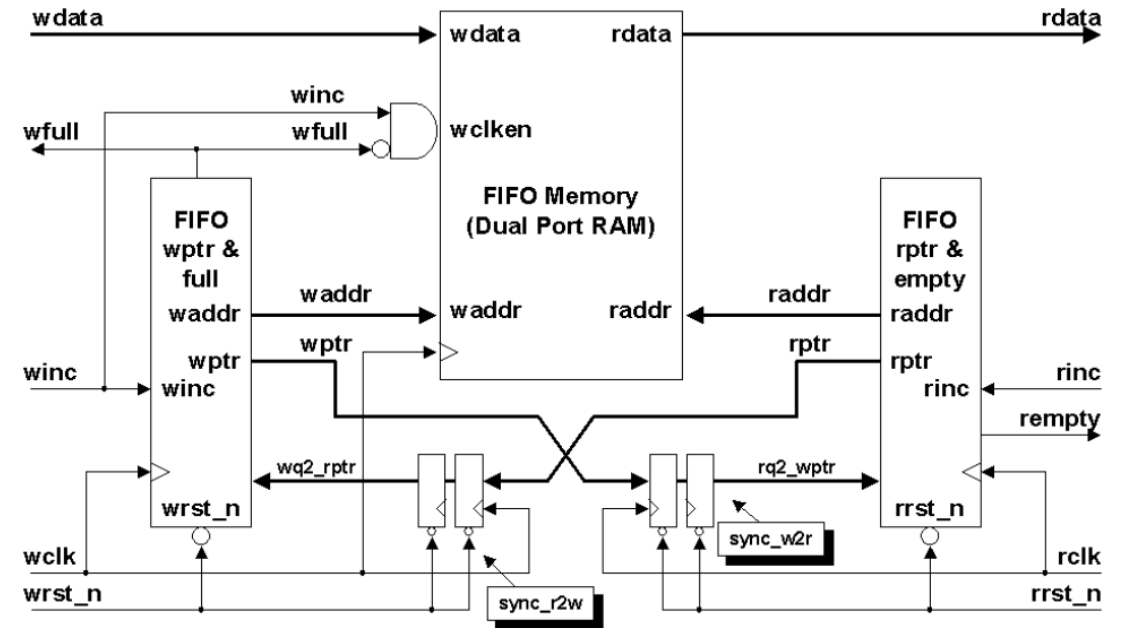 wdata
rdata
wdata
rdata
winc
wclken
wfull
wfull
FIFO Memory
(Dual Port RAM)
FIFO
wptr &
full
FIFO
rptr &
empty
waddr
waddr
waddr
raddr
raddr
raddr
wptr
wptr
rptr
rptr
winc
winc
rinc
rinc
rempty
wq2_rptr
rq2_wptr
wrst_n
rrst_n
sync_w2r
wclk
rclk
wrst_n
sync_r2w
rrst_n